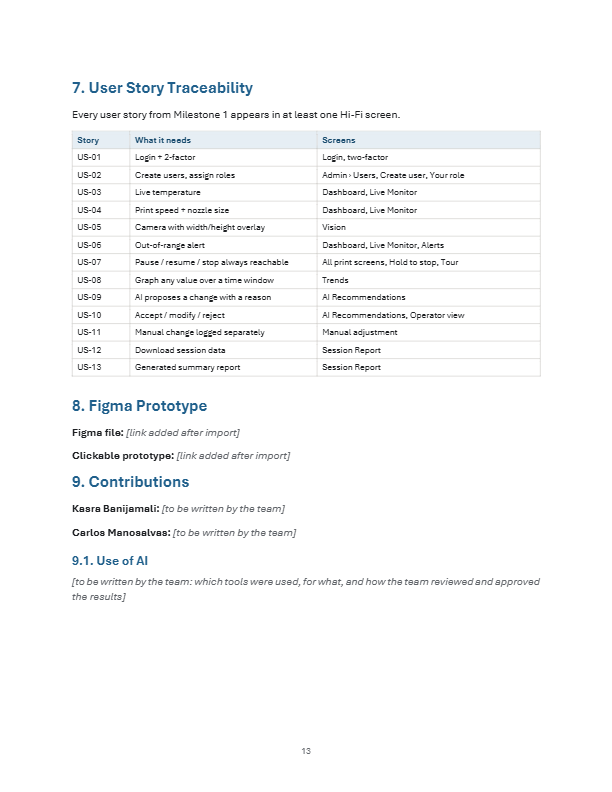 7. User Story Traceability
Every user story from Milestone 1 appears in at least one Hi-Fi screen.
Story What it needs Screens
US-01 Login + 2-factor Login, two-factor
US-02 Create users, assign roles Admin › Users, Create user, Your role
US-03 Live temperature Dashboard, Live Monitor
US-04 Print speed + nozzle size Dashboard, Live Monitor
US-05 Camera with width/height overlay Vision
US-06 Out-of-range alert Dashboard, Live Monitor, Alerts
US-07 Pause / resume / stop always reachable All print screens, Hold to stop, Tour
US-08 Graph any value over a time window Trends
US-09 AI proposes a change with a reason AI Recommendations
US-10 Accept / modify / reject AI Recommendations, Operator view
US-11 Manual change logged separately Manual adjustment
US-12 Download session data Session Report
US-13 Generated summary report Session Report
8. Figma Prototype
Figma file: [link added after import]
Clickable prototype: [link added after import]
9. Contributions
Kasra Banijamali: [to be written by the team]
Carlos Manosalvas: [to be written by the team]
9.1. Use of AI
[to be written by the team: which tools were used, for what, and how the team reviewed and approved
the results]
13